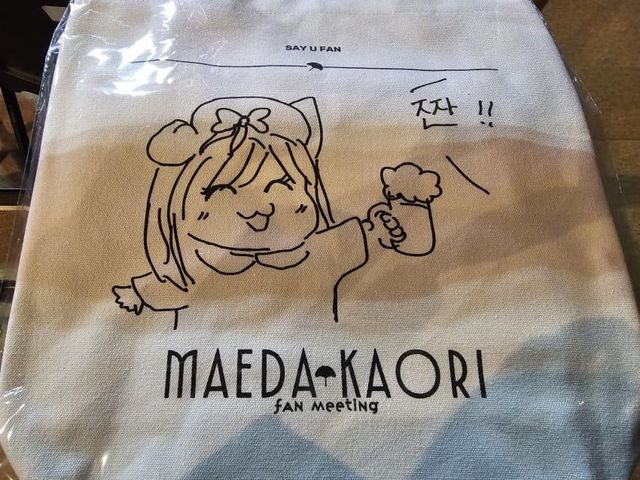 SAY U FAN
짠 !!
MAEDA KAORI
fAN MeetiNg